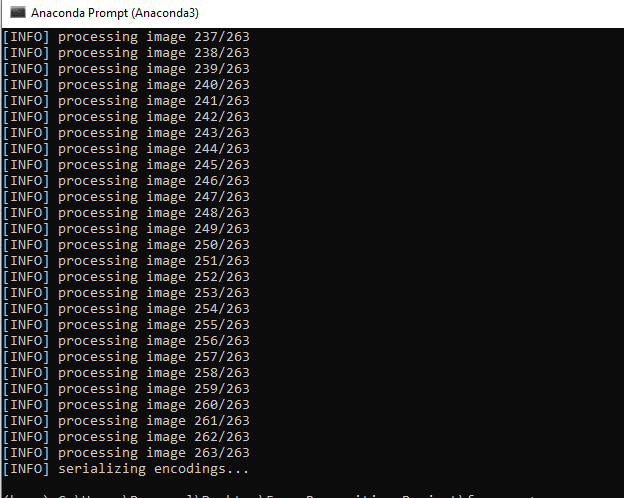 Anaconda Prompt (Anaconda3)
[INFO] processing image 237/263
[INFO] processing image 238/263
[INFO] processing image 239/263
[INFO] processing image 240/263
[INFO] processing image 241/263
[INFO] processing image 242/263
[INFO] processing image 243/263
[INFO] processing image 244/263
[INFO] processing image 245/263
[INFO] processing image 246/263
[INFO] processing image 247/263
[INFO] processing image 248/263
[INFO] processing image 249/263
[INFO] processing image 250/263
[INFO] processing image 251/263
[INFO] processing image 252/263
[INFO] processing image 253/263
[INFO] processing image 254/263
[INFO] processing image 255/263
[INFO] processing image 256/263
[INFO] processing image 257/263
[INFO] processing image 258/263
[INFO] processing image 259/263
[INFO] processing image 260/263
[INFO] processing image 261/263
[INFO] processing image 262/263
[INFO] processing image 263/263
[INFO] serializing encodings...